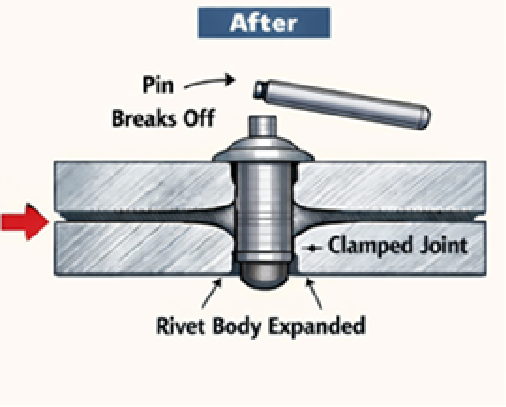 After
Pin
Breaks Off
Clamped Joint
Rivet Body Expanded